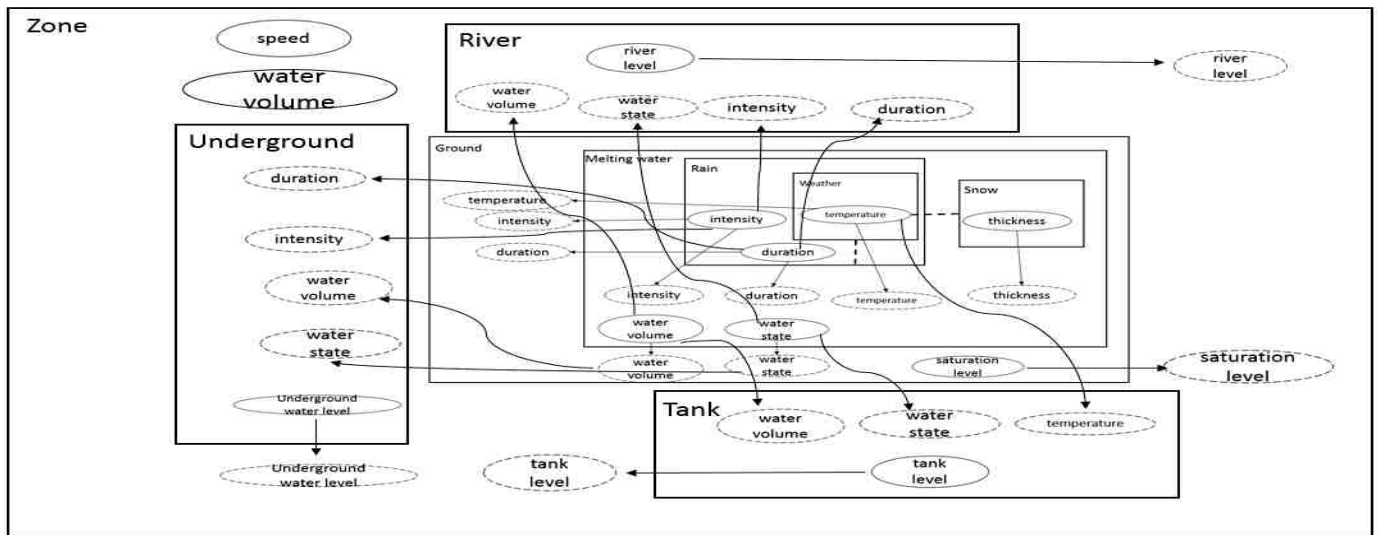 Zone
speed
water
volume
River
river
level
river
level
water
volume
water
state
intensity
duration
Underground
duration
intensity
water
volume
water
state
Underground
water level
Underground
water level
Ground
temperature
intensity
duration
Melting water
Rain
intensity
duration
Weather
temperature
Snow
thickness
intensity
duration
temperature
thickness
water
volume
water
state
water
volume
water
state
saturation
level
saturation
level
Tank
water
volume
water
state
temperature
tank
level
tank
level